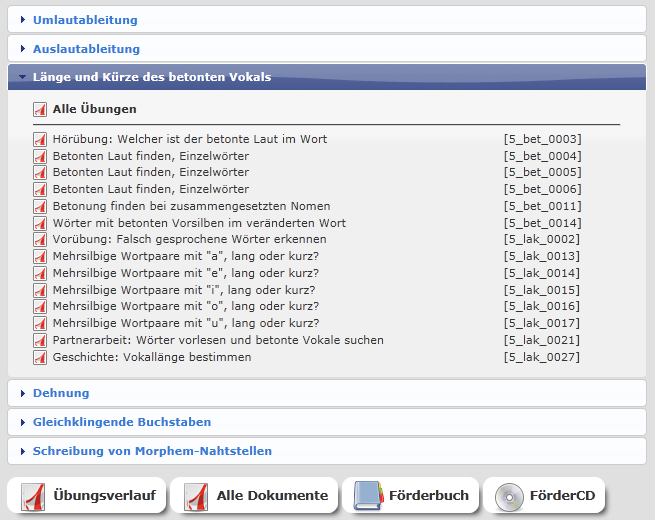 Umlautableitung
Auslautableitung
Länge und Kürze des betonten Vokals
Alle Übungen
Hörübung: Welcher ist der betonte Laut im Wort [5_bet_0003]
Betonten Laut finden, Einzelwörter [5_bet_0004]
Betonten Laut finden, Einzelwörter [5_bet_0005]
Betonten Laut finden, Einzelwörter [5_bet_0006]
Betonung finden bei zusammengesetzten Nomen [5_bet_0011]
Wörter mit betonten Vorsilben im veränderten Wort [5_bet_0014]
Vorübung: Falsch gesprochene Wörter erkennen [5_lak_0002]
Mehrsilbige Wortpaare mit "a", lang oder kurz? [5_lak_0013]
Mehrsilbige Wortpaare mit "e", lang oder kurz? [5_lak_0014]
Mehrsilbige Wortpaare mit "i", lang oder kurz? [5_lak_0015]
Mehrsilbige Wortpaare mit "o", lang oder kurz? [5_lak_0016]
Mehrsilbige Wortpaare mit "u", lang oder kurz? [5_lak_0017]
Partnerarbeit: Wörter vorlesen und betonte Vokale suchen [5_lak_0021]
Geschichte: Vokallänge bestimmen [5_lak_0027]
Dehnung
Gleichklingende Buchstaben
Schreibung von Morphem-Nahtstellen
Übungsverlauf Alle Dokumente Förderbuch FörderCD